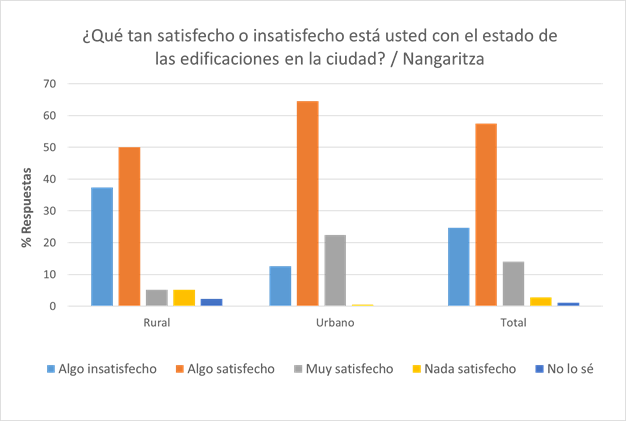 ¿Qué tan satisfecho o insatisfecho está usted con el estado de
las edificaciones en la ciudad? / Nangaritza
70
60
50
40
30
20
10
0
% Respuestas
Rural Urbano Total
Algo insatisfecho Algo satisfecho Muy satisfecho Nada satisfecho No lo sé